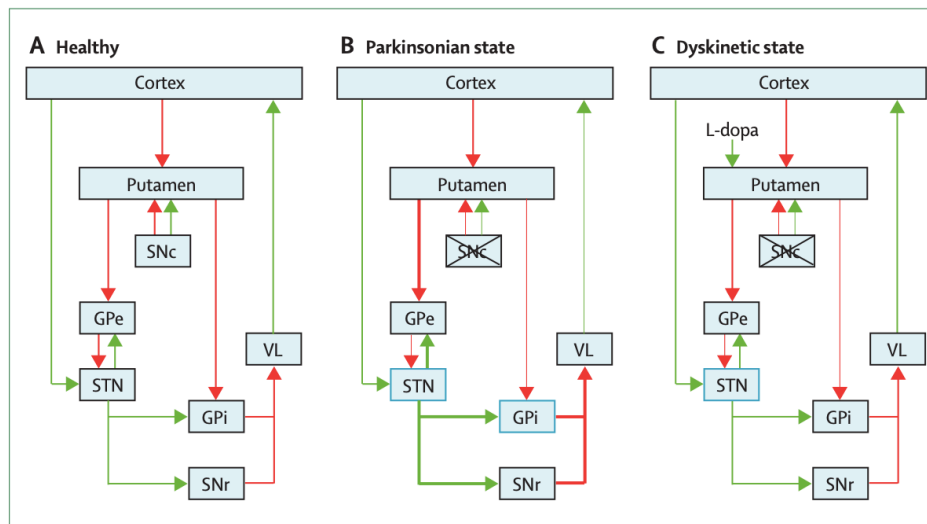 A Healthy
Cortex
Putamen
SNc
GPe
VL
STN
GPi
SNr
B Parkinsonian state
Cortex
Putamen
SNc
GPe
VL
STN
GPi
SNr
C Dyskinetic state
Cortex
L-dopa
Putamen
SNc
GPe
VL
STN
GPi
SNr